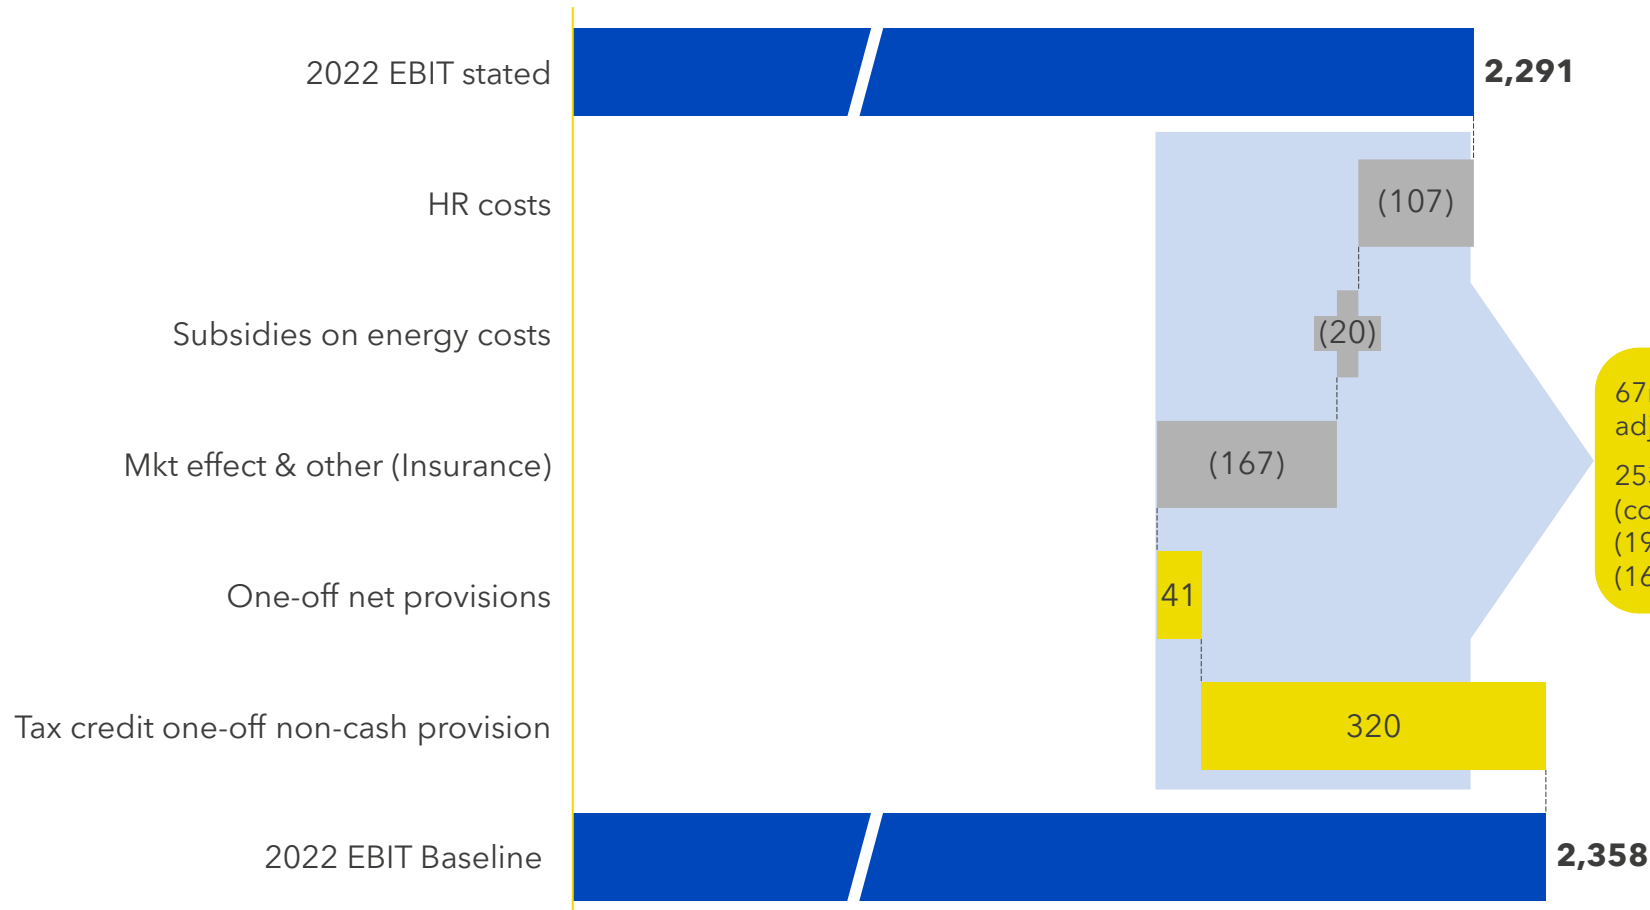 2022 EBIT stated
2,291
HR costs
(107)
Subsidies on energy costs
(20)
Mkt effect & other (Insurance)
(167)
One-off net provisions
41
Tax credit one-off non-cash provision
320
2022 EBIT Baseline
2,358